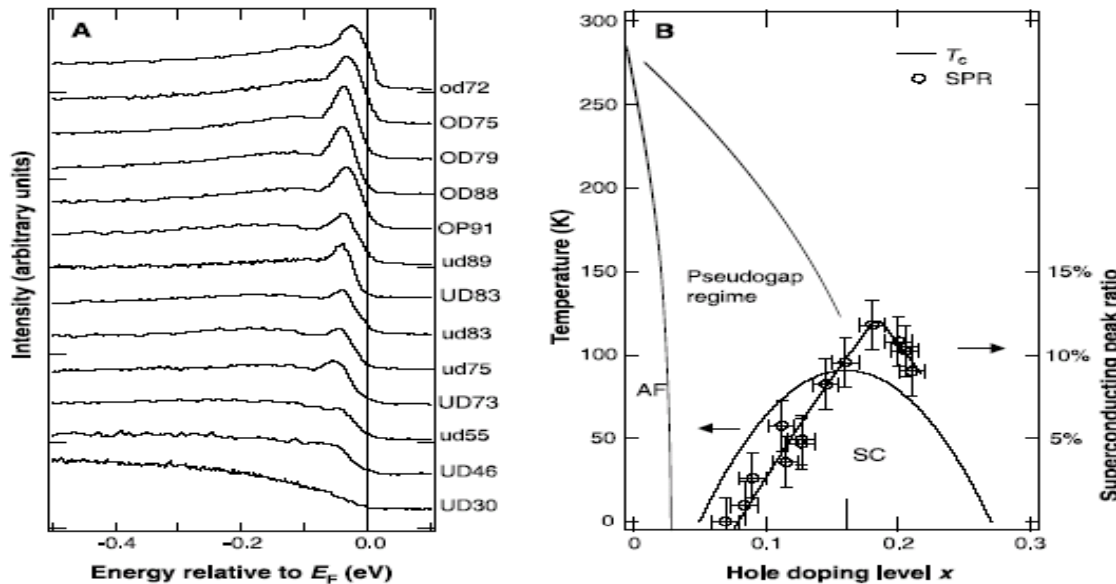 A
Intensity (arbitrary units)
od72
OD75
OD79
OD88
OP91
ud89
UD83
ud83
ud75
UD73
ud55
UD46
UD30
-0.4 -0.2 0.0
Energy relative to EF (eV)
B
Temperature (K)
300
250
200
150
100
50
0
Tc
SPR
Pseudogap
regime
AF
SC
15%
10%
5%
Superconducting peak ratio
0 0.1 0.2 0.3
Hole doping level x